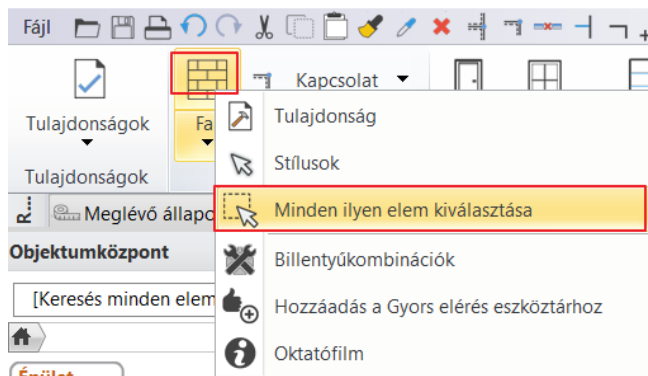 Fájl
Kapcsolat
Tulajdonságok
Fa
Tulajdonságok
Tulajdonság
Stílusok
Minden ilyen elem kiválasztása
Billentyűkombinációk
Hozzáadás a Gyors elérés eszköztárhoz
Oktatófilm
R...
Meglévő állapo
Objektumközpont
[Keresés minden elem
Épület